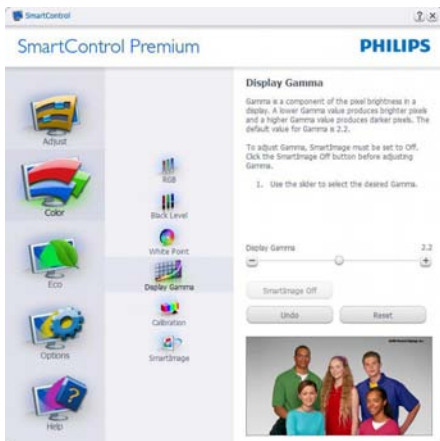 SmartControl
SmartControl Premium
PHILIPS
Adjust
Color
Eco
Options
Help
RGB
Black Level
White Point
Display Gamma
Calibration
SmartImage
Display Gamma
Gamma is a component of the pixel brightness in a
display. A lower Gamma value produces brighter pixels
and a higher Gamma value produces darker pixels. The
default value for Gamma is 2.2.
To adjust Gamma, SmartImage must be set to Off.
Click the SmartImage Off button before adjusting
Gamma.
1. Use the slider to select the desired Gamma.
Display Gamma 2.2
SmartImage Off
Undo Reset